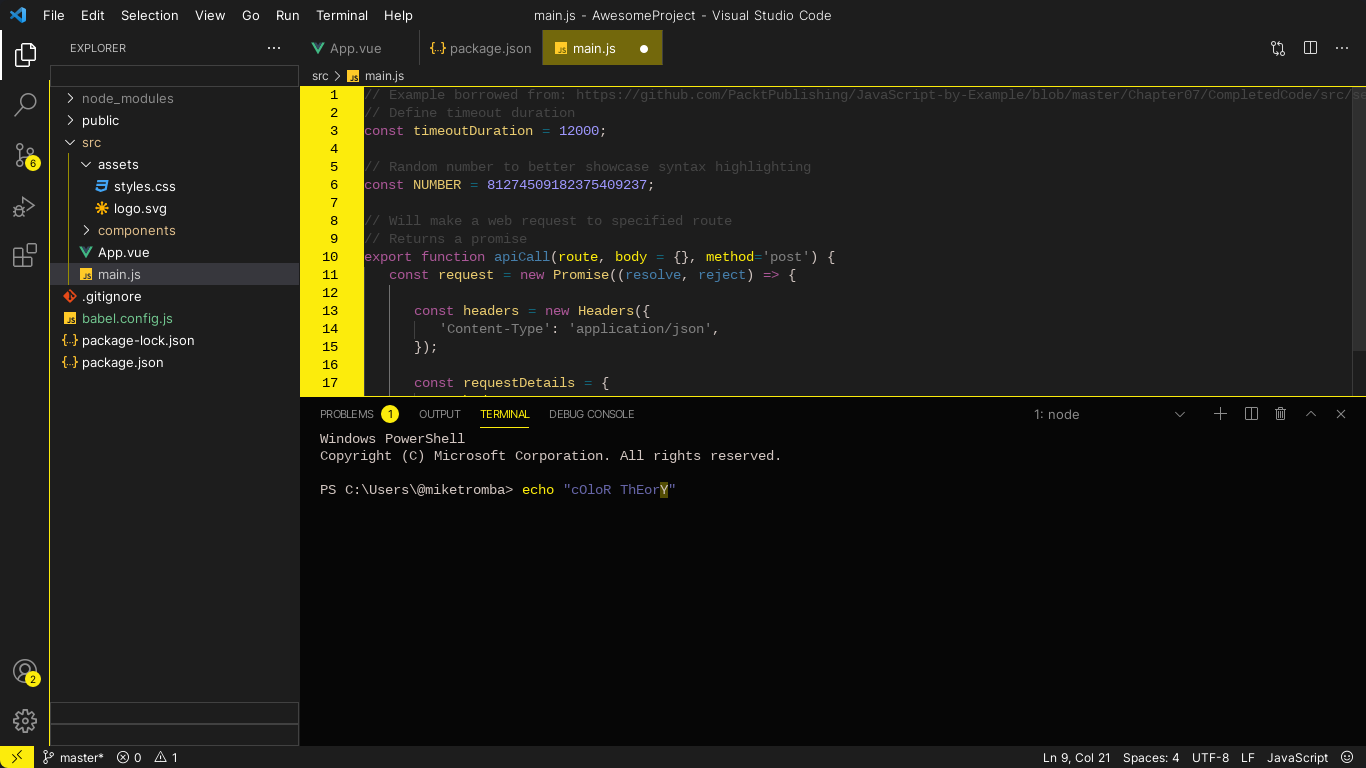 File Edit Selection View Go Run Terminal Help main.js - AwesomeProject - Visual Studio Code
EXPLORER
App.vue {..} package.json JS main.js
src JS main.js
node_modules
public
src
assets
styles.css
logo.svg
components
App.vue
JS main.js
.gitignore
JS babel.config.js
{..} package-lock.json
{..} package.json
6
2
1 // Example borrowed from: https://github.com/PacktPublishing/JavaScript-by-Example/blob/master/Chapter07/CompletedCode/src/se
2 // Define timeout duration
3 const timeoutDuration = 12000;
4
5 // Random number to better showcase syntax highlighting
6 const NUMBER = 81274509182375409237;
7
8 // Will make a web request to specified route
9 // Returns a promise
10 export function apiCall(route, body = {}, method='post') {
11 const request = new Promise((resolve, reject) => {
12
13 const headers = new Headers({
14 'Content-Type': 'application/json',
15 });
16
17 const requestDetails = {
PROBLEMS 1 OUTPUT TERMINAL DEBUG CONSOLE 1: node
Windows PowerShell
Copyright (C) Microsoft Corporation. All rights reserved.
PS C:\Users\@miketromba> echo "cOloR ThEorY"
master* 0 1 Ln 9, Col 21 Spaces: 4 UTF-8 LF JavaScript